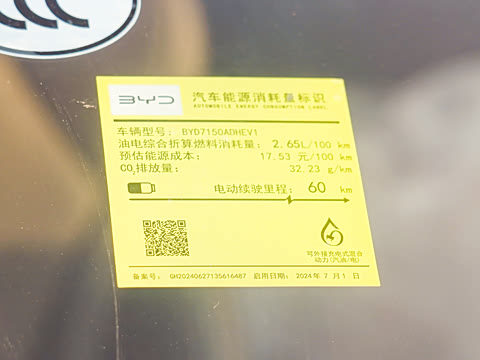 BYD 汽车能源消耗量标识
AUTOMOBILE ENERGY CONSUMPTION LABEL
车辆型号: BYD7150ADHEV1
油电综合折算燃料消耗量: 2.65L/100 km
预估能源成本: 17.53 元/100 km
CO₂排放量: 32.23 g/km
电动续驶里程: 60 km
可外接充电式混合
动力(汽油/电)
备案号: QH20240627135616487 启用日期: 2024年 7 月 1 日